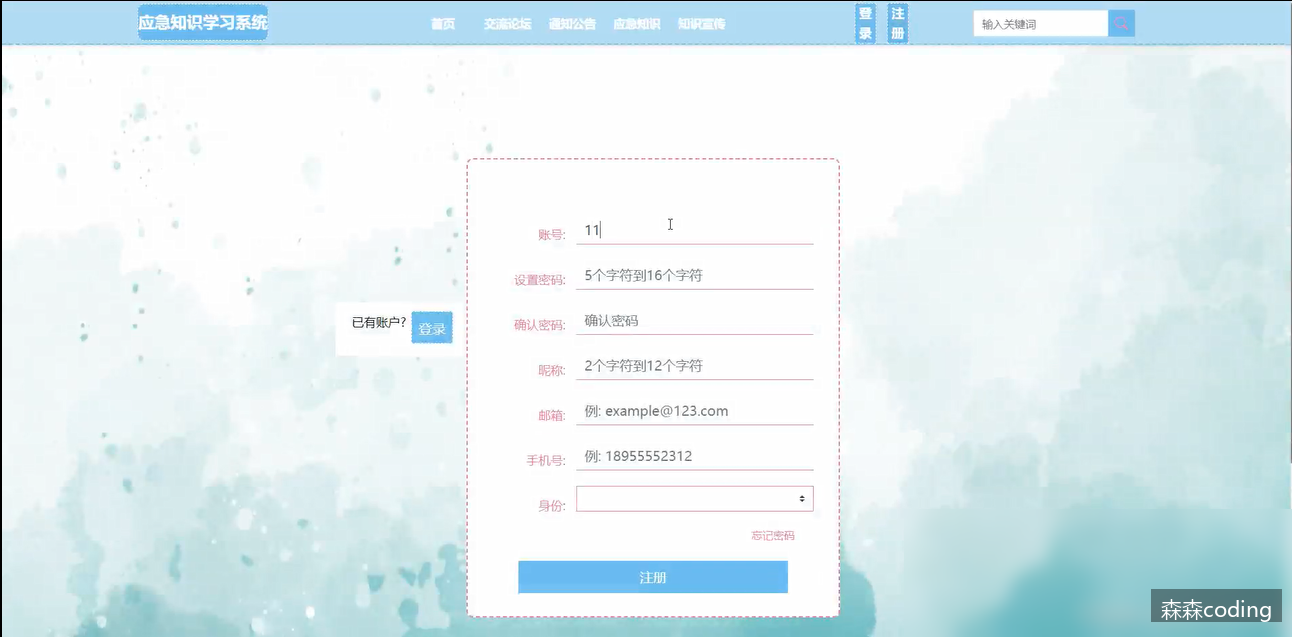 应急知识学习系统
首页 交流论坛 通知公告 应急知识 知识宣传
登录
注册
输入关键词
账号: 11
设置密码: 5个字符到16个字符
已有账户? 登录
确认密码: 确认密码
昵称: 2个字符到12个字符
邮箱: 例: example@123.com
手机号: 例: 18955552312
身份:
忘记密码
注册
森森coding